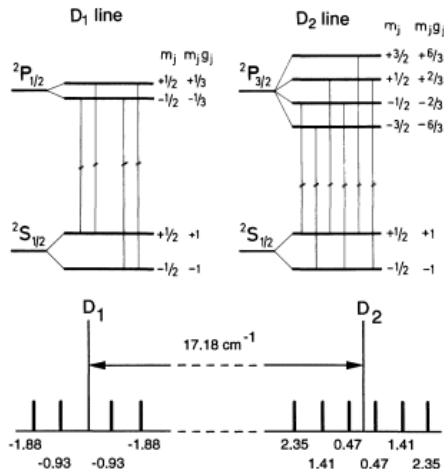 D₁ line
mⱼ mⱼgⱼ
²P₁/₂
+1/2 +1/3
-1/2 -1/3
²S₁/₂
+1/2 +1
-1/2 -1
D₂ line
mⱼ mⱼgⱼ
²P₃/₂
+3/2 +6/3
+1/2 +2/3
-1/2 -2/3
-3/2 -6/3
²S₁/₂
+1/2 +1
-1/2 -1
D₁ D₂
17.18 cm⁻¹
-1.88 -1.88 2.35 0.47 1.41
-0.93 -0.93 1.41 0.47 2.35